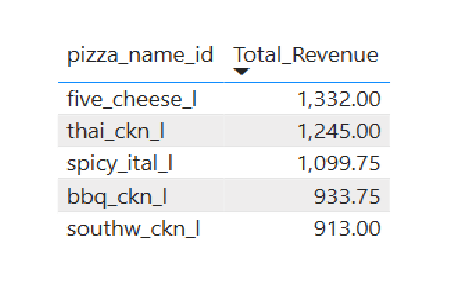 pizza_name_id Total_Revenue
five_cheese_l 1,332.00
thai_ckn_l 1,245.00
spicy_ital_l 1,099.75
bbq_ckn_l 933.75
southw_ckn_l 913.00